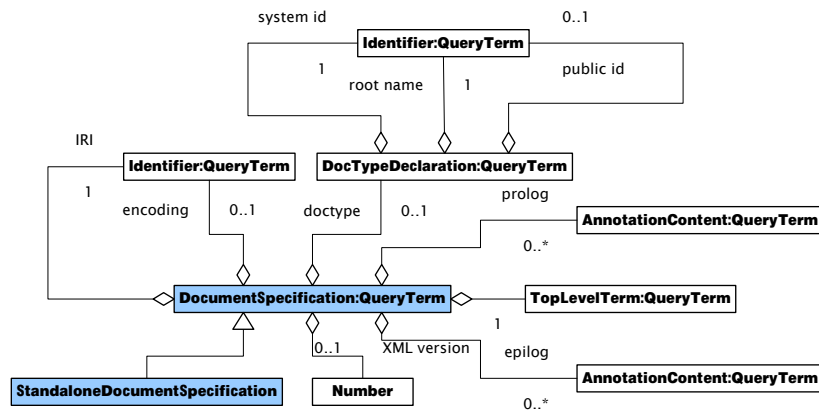 system id
0..1
Identifier:QueryTerm
1
root name
1
public id
IRI
Identifier:QueryTerm
DocTypeDeclaration:QueryTerm
1
encoding
0..1
doctype
0..1
prolog
AnnotationContent:QueryTerm
0..*
DocumentSpecification:QueryTerm
TopLevelTerm:QueryTerm
1
0..1
XML version
epilog
StandaloneDocumentSpecification
Number
AnnotationContent:QueryTerm
0..*